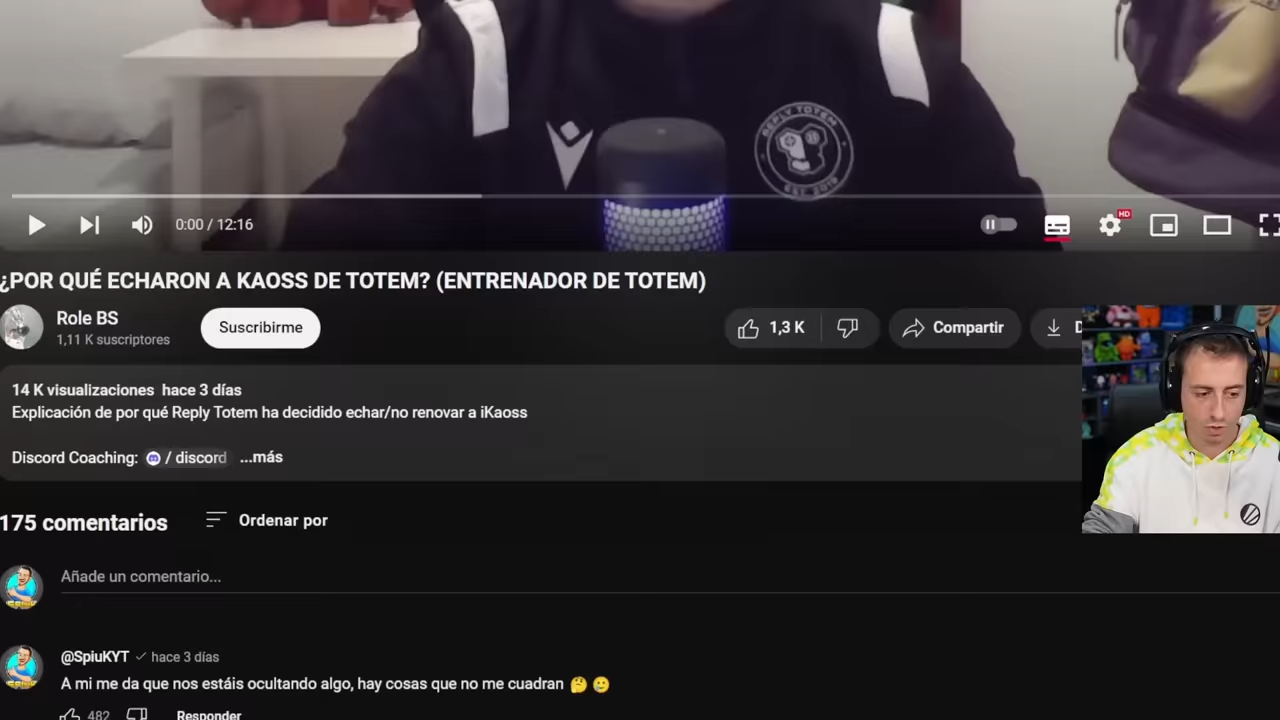 REPLY TOTEM
EST. 2019
0:00 / 12:16
HD
¿POR QUÉ ECHARON A KAOSS DE TOTEM? (ENTRENADOR DE TOTEM)
Role BS
1,11 K suscriptores
Suscribirme
1,3 K
Compartir
D
14 K visualizaciones hace 3 días
Explicación de por qué Reply Totem ha decidido echar/no renovar a iKaoss
Discord Coaching: / discord ...más
175 comentarios
Ordenar por
Añade un comentario...
@SpiuKYT hace 3 días
A mi me da que nos estáis ocultando algo, hay cosas que no me cuadran 🤔 🥲
482
Responder